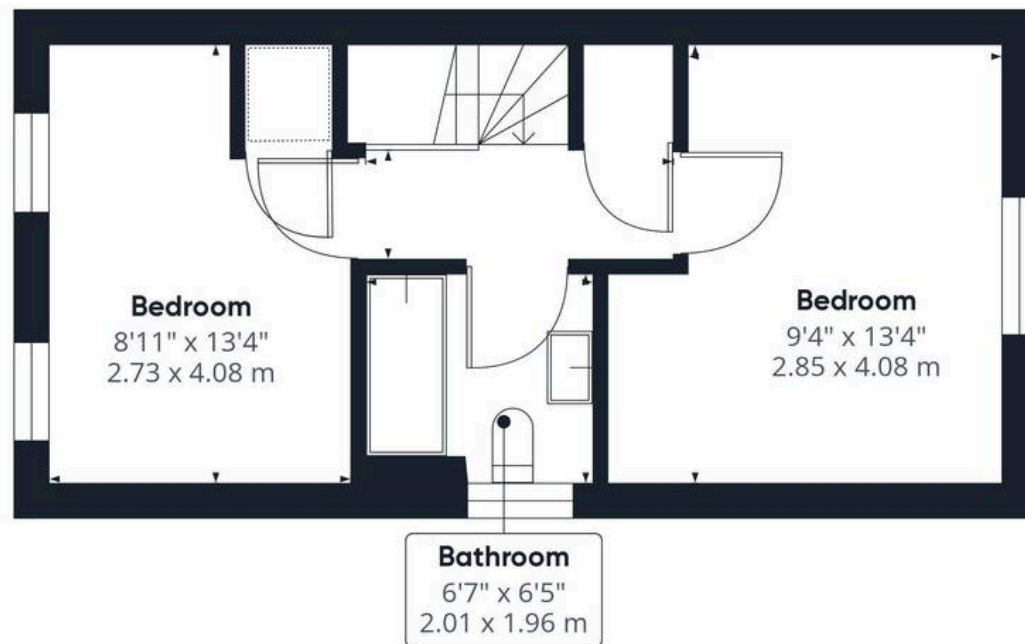 Bedroom
8'11" x 13'4"
2.73 x 4.08 m
Bedroom
9'4" x 13'4"
2.85 x 4.08 m
Bathroom
6'7" x 6'5"
2.01 x 1.96 m